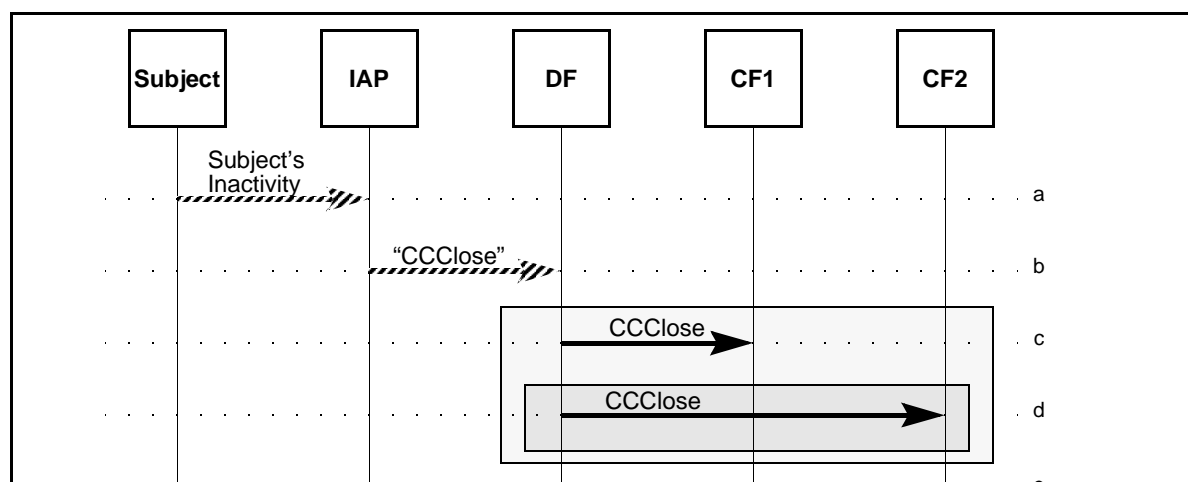 Subject IAP DF CF1 CF2
Subject's
Inactivity
a
“CCClose”
b
CCClose
c
CCClose
d